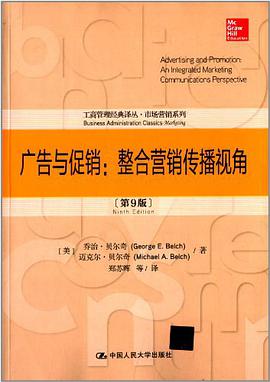 Mc
Graw
Hill
Education
Advertising and Promotion:
An Integrated Marketing
Communications Perspective
工商管理经典译丛·市场营销系列
Business Administration Classics·Marketing
广告与促销：整合营销传播视角
［第9版］
Ninth Edition
［美］
乔治·贝尔奇 (George E. Belch)
迈克尔·贝尔奇 (Michael A. Belch)
／著
郑苏晖 等/译
中国人民大学出版社